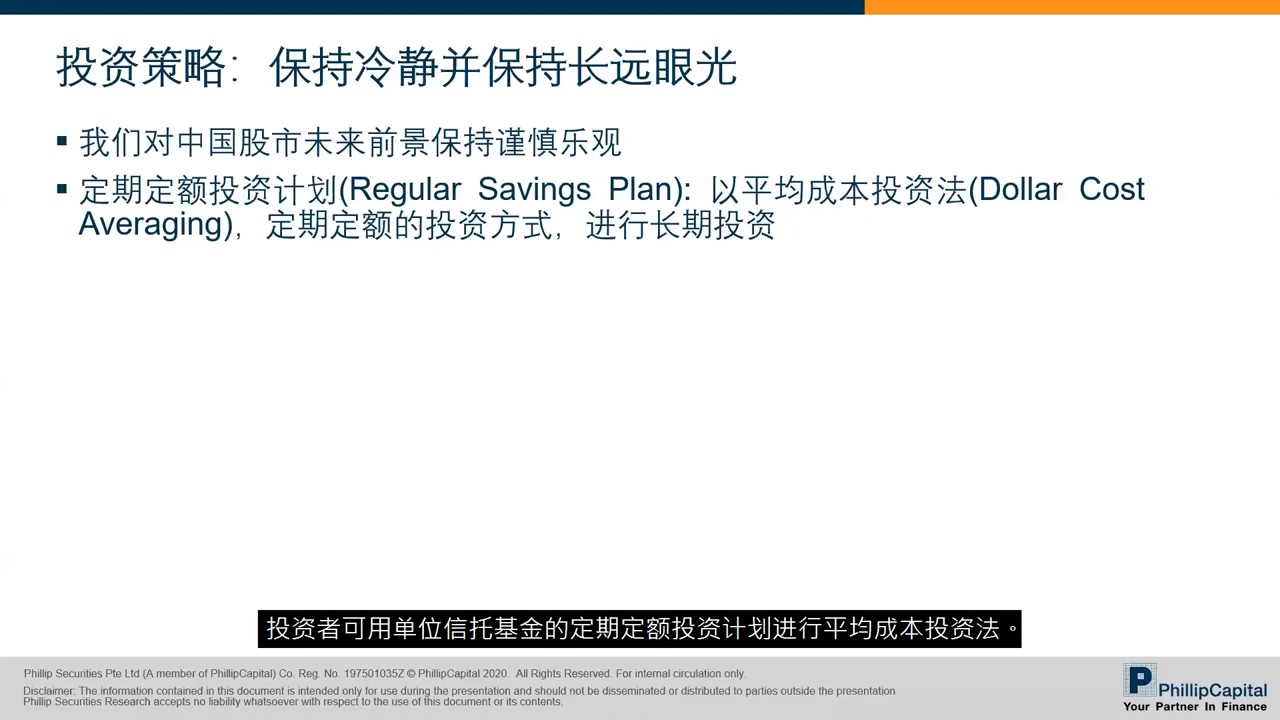 投资策略：保持冷静并保持长远眼光
▪ 我们对中国股市未来前景保持谨慎乐观
▪ 定期定额投资计划(Regular Savings Plan): 以平均成本投资法(Dollar Cost
Averaging)，定期定额的投资方式，进行长期投资
投资者可用单位信托基金的定期定额投资计划进行平均成本投资法。
Phillip Securities Pte Ltd (A member of PhillipCapital) Co. Reg. No. 197501035Z © PhillipCapital 2020. All Rights Reserved. For internal circulation only.
Disclaimer: The information contained in this document is intended only for use during the presentation and should not be disseminated or distributed to parties outside the presentation.
Phillip Securities Research accepts no liability whatsoever with respect to the use of this document or its contents.
P PhillipCapital
Your Partner In Finance